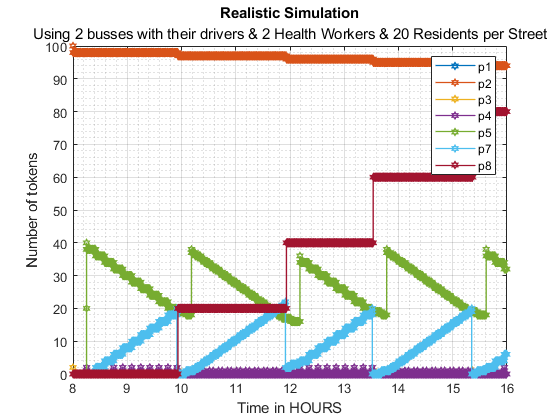 Realistic Simulation
Using 2 busses with their drivers & 2 Health Workers & 20 Residents per Street
Number of tokens
100
90
80
70
60
50
40
30
20
10
0
p1
p2
p3
p4
p5
p7
p8
8 9 10 11 12 13 14 15 16
Time in HOURS